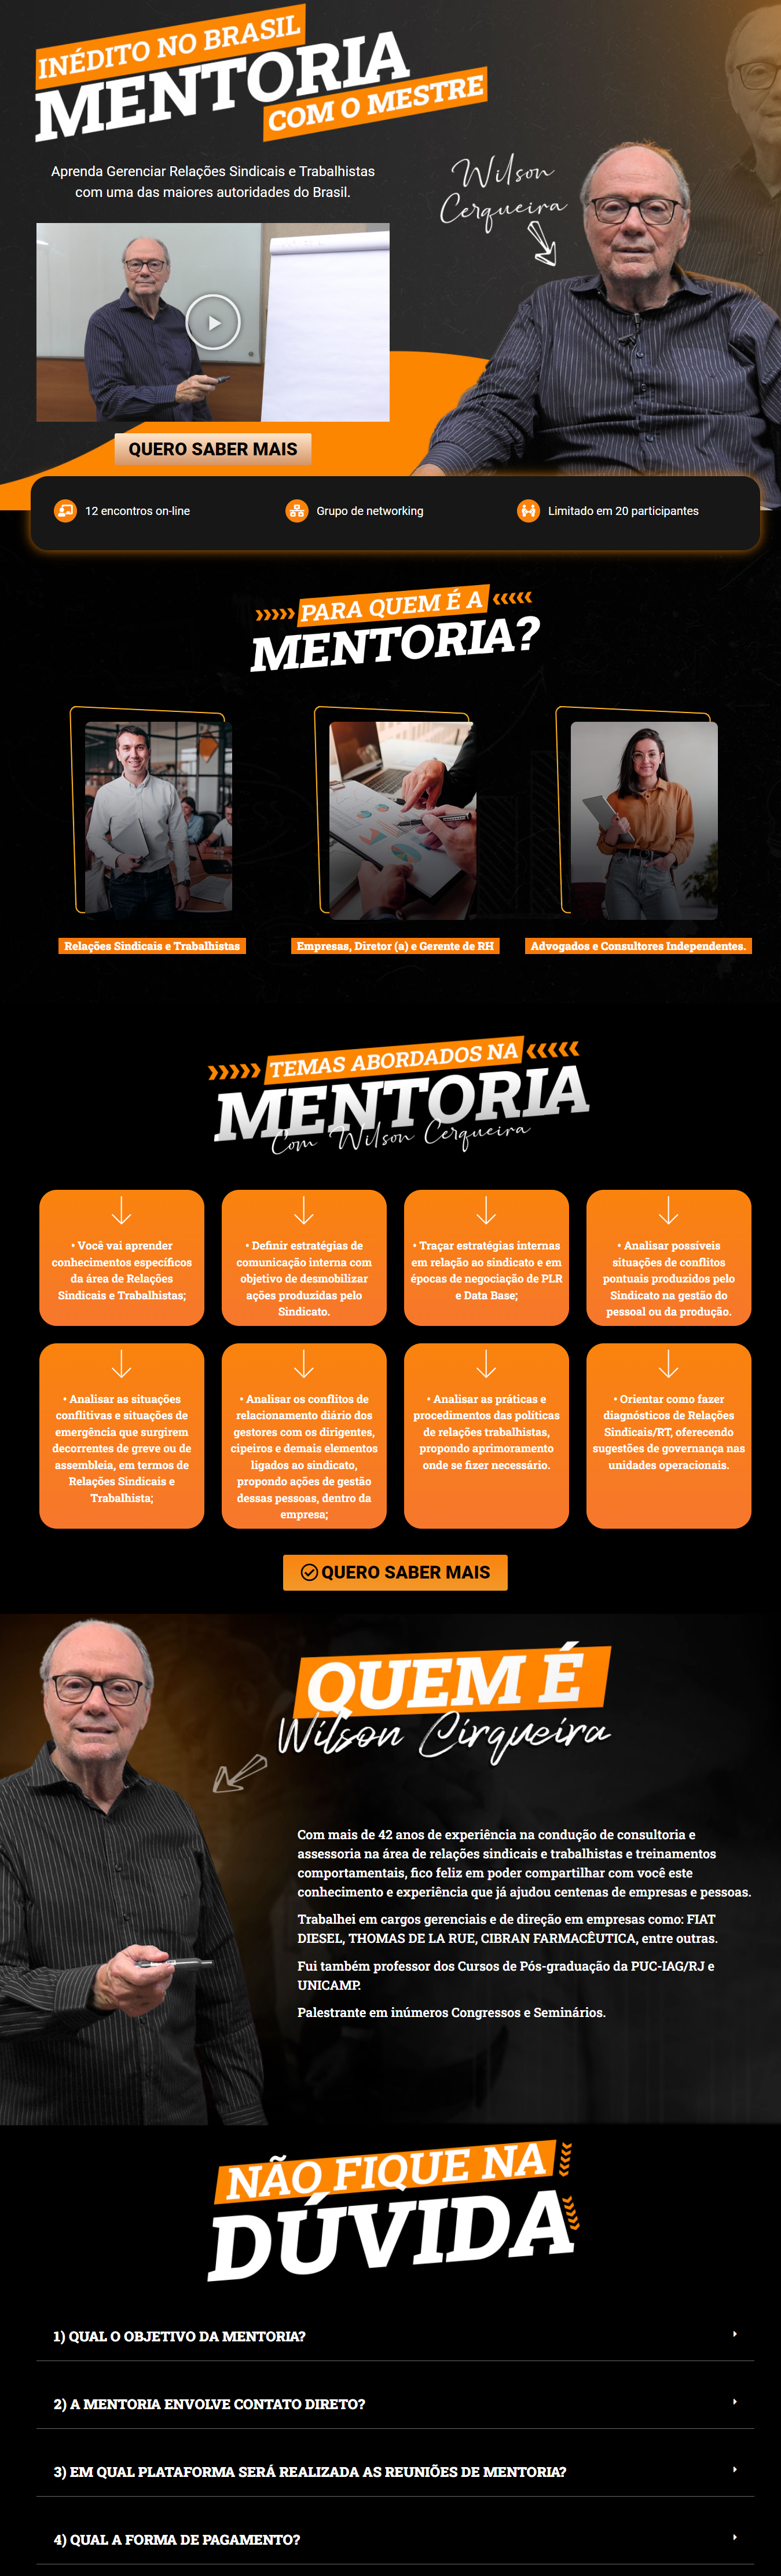 INÉDITO NO BRASIL
MENTORIA
COM O MESTRE
Aprenda Gerenciar Relações Sindicais e Trabalhistas
com uma das maiores autoridades do Brasil.
Wilson
Cerqueira
QUERO SABER MAIS
12 encontros on-line
Grupo de networking
Limitado em 20 participantes
PARA QUEM É A
MENTORIA?
Relações Sindicais e Trabalhistas
Empresas, Diretor (a) e Gerente de RH
Advogados e Consultores Independentes.
TEMAS ABORDADOS NA
MENTORIA
Com Wilson Cerqueira
• Você vai aprender
conhecimentos específicos
da área de Relações
Sindicais e Trabalhistas;
• Definir estratégias de
comunicação interna com
objetivo de desmobilizar
ações produzidas pelo
Sindicato.
• Traçar estratégias internas
em relação ao sindicato e em
épocas de negociação de PLR
e Data Base;
• Analisar possíveis
situações de conflitos
pontuais produzidos pelo
Sindicato na gestão do
pessoal ou da produção.
• Analisar as situações
conflitivas e situações de
emergência que surgirem
decorrentes de greve ou de
assembleia, em termos de
Relações Sindicais e
Trabalhista;
• Analisar os conflitos de
relacionamento diário dos
gestores com os dirigentes,
cipeiros e demais elementos
ligados ao sindicato,
propondo ações de gestão
dessas pessoas, dentro da
empresa;
• Analisar as práticas e
procedimentos das políticas
de relações trabalhistas,
propondo aprimoramento
onde se fizer necessário.
• Orientar como fazer
diagnósticos de Relações
Sindicais/RT, oferecendo
sugestões de governança nas
unidades operacionais.
QUERO SABER MAIS
QUEM É
Wilson Cirqueira
Com mais de 42 anos de experiência na condução de consultoria e
assessoria na área de relações sindicais e trabalhistas e treinamentos
comportamentais, fico feliz em poder compartilhar com você este
conhecimento e experiência que já ajudou centenas de empresas e pessoas.
Trabalhei em cargos gerenciais e de direção em empresas como: FIAT
DIESEL, THOMAS DE LA RUE, CIBRAN FARMACÊUTICA, entre outras.
Fui também professor dos Cursos de Pós-graduação da PUC-IAG/RJ e
UNICAMP.
Palestrante em inúmeros Congressos e Seminários.
NÃO FIQUE NA
DÚVIDA
1) QUAL O OBJETIVO DA MENTORIA?
2) A MENTORIA ENVOLVE CONTATO DIRETO?
3) EM QUAL PLATAFORMA SERÁ REALIZADA AS REUNIÕES DE MENTORIA?
4) QUAL A FORMA DE PAGAMENTO?